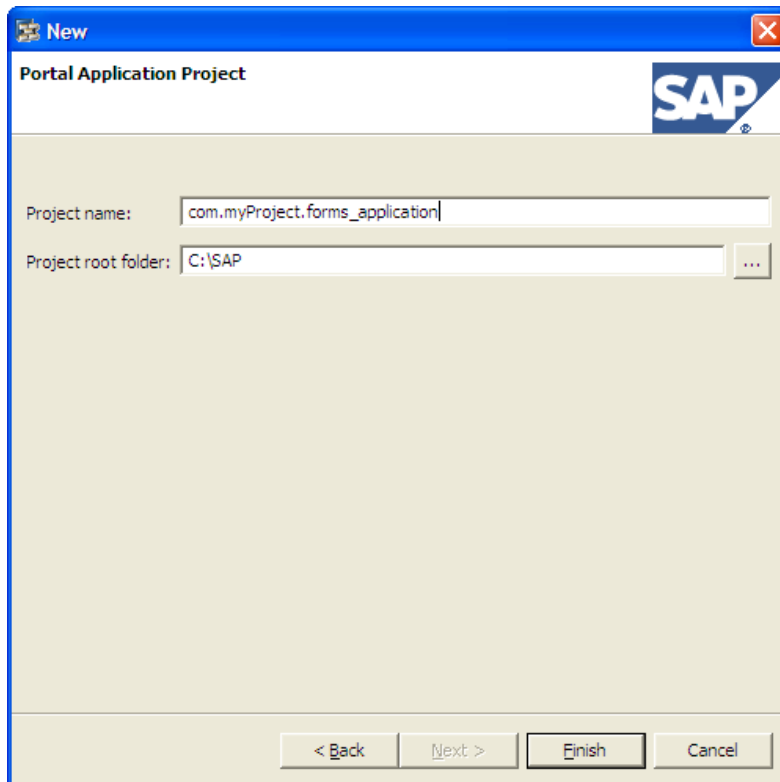 New
Portal Application Project
SAP
®
Project name: com.myProject.forms_application
Project root folder: C:\SAP ...
< Back Next > Finish Cancel